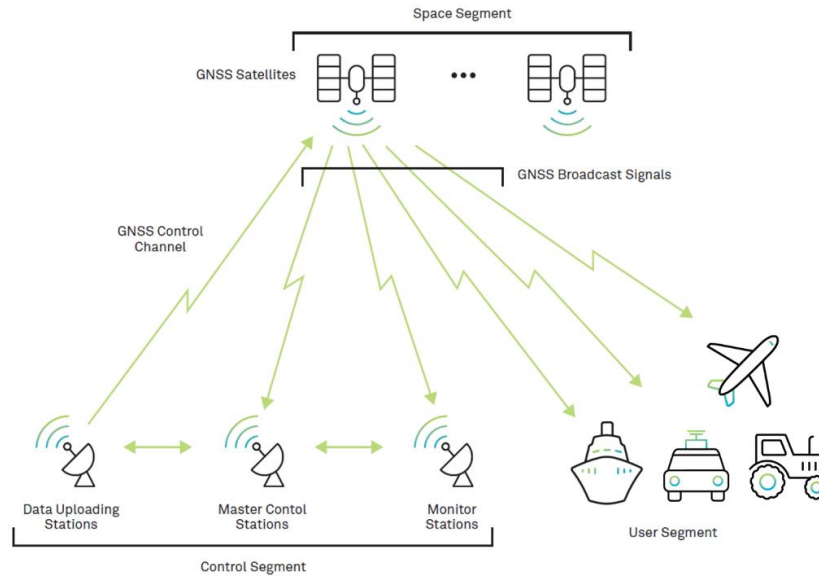 Space Segment
GNSS Satellites
GNSS Broadcast Signals
GNSS Control
Channel
Data Uploading
Stations
Master Contol
Stations
Monitor
Stations
User Segment
Control Segment